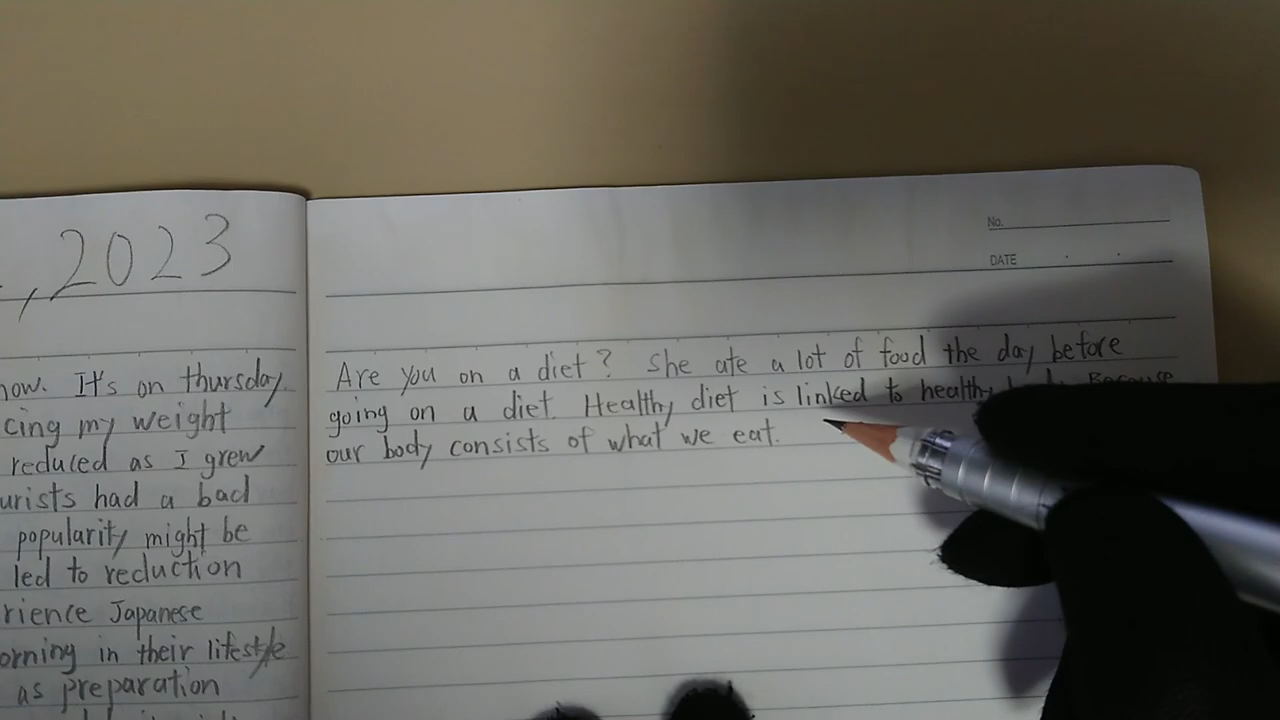 ,2023
now. It's on thursday.
cing my weight
reduced as I grew
urists had a bad
popularity might be
led to reduction
rience Japanese
orning in their lifestyle
as preparation
No.
DATE
Are you on a diet? She ate a lot of food the day before
going on a diet. Healthy diet is linked to healthy Because
our body consists of what we eat.